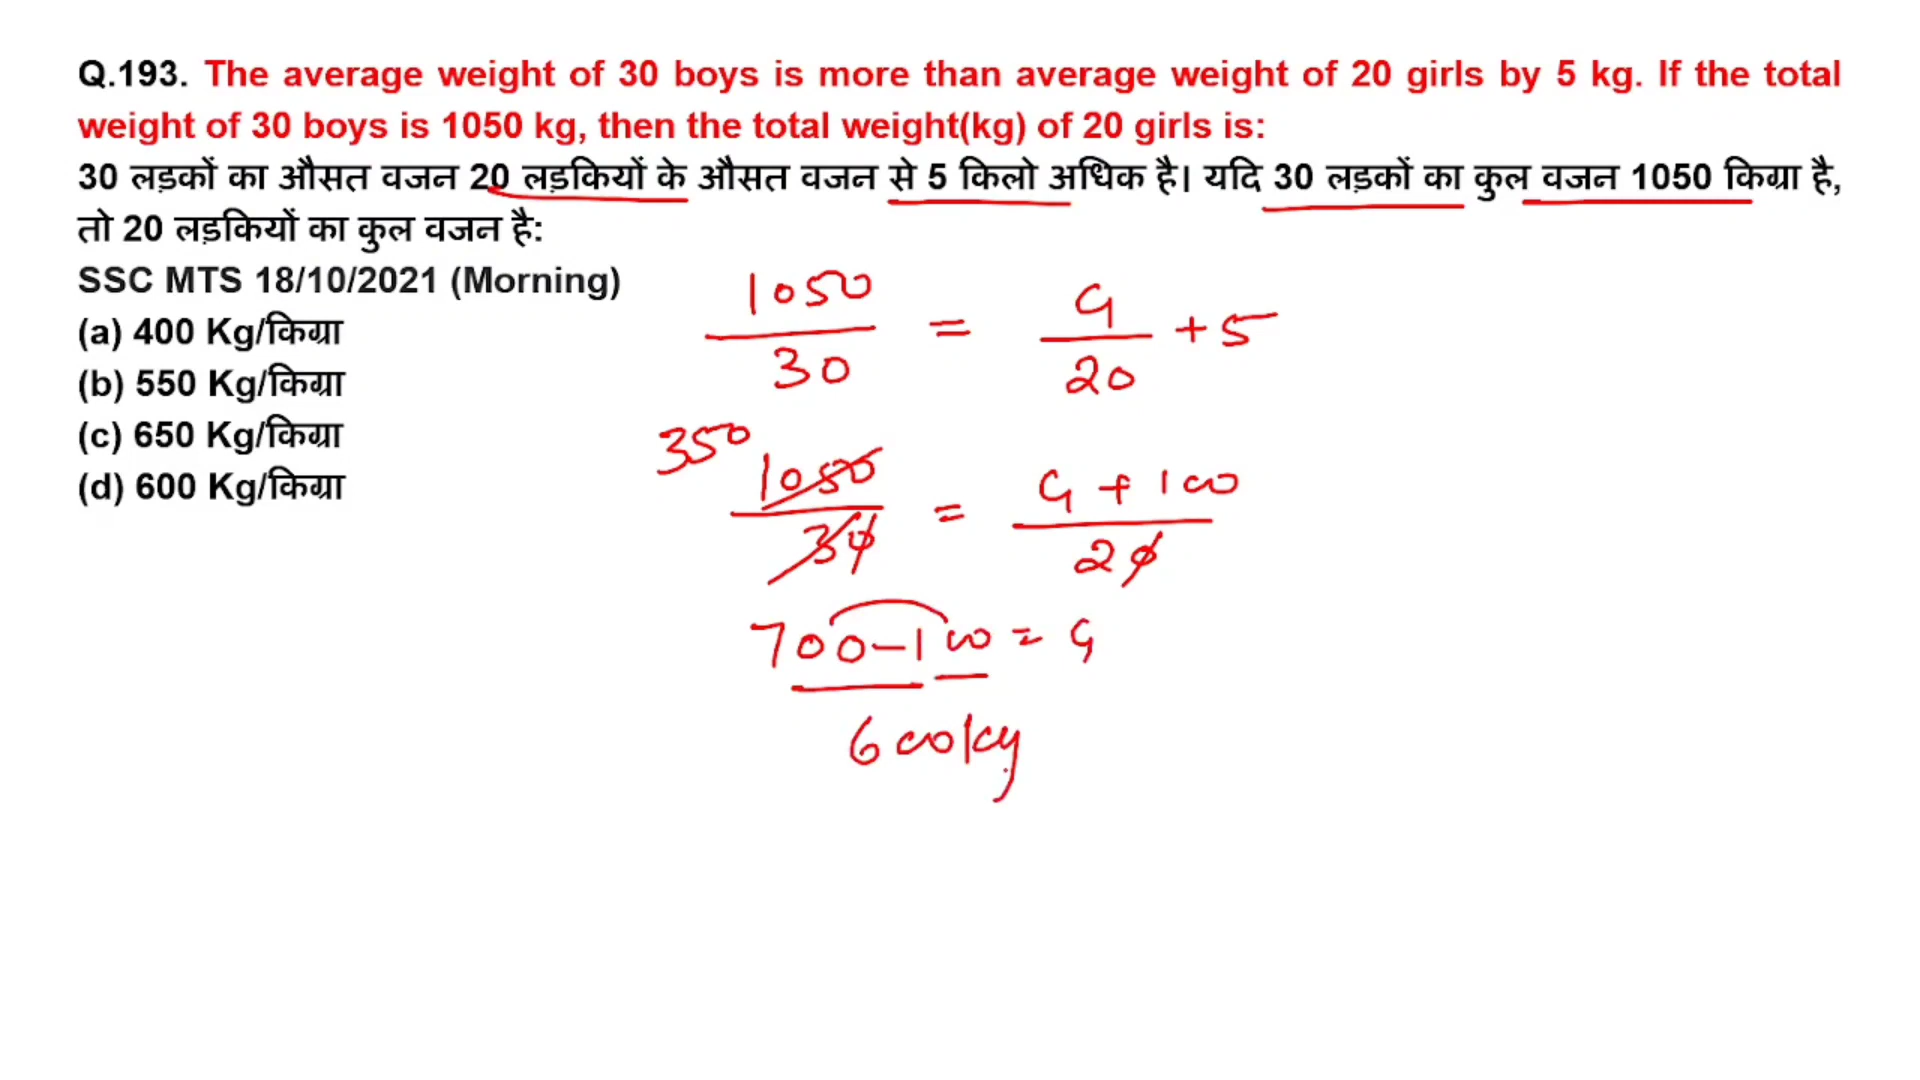 Q.193. The average weight of 30 boys is more than average weight of 20 girls by 5 kg. If the total
weight of 30 boys is 1050 kg, then the total weight(kg) of 20 girls is:
30 लड़कों का औसत वजन 20 लड़कियों के औसत वजन से 5 किलो अधिक है। यदि 30 लड़कों का कुल वजन 1050 किग्रा है,
तो 20 लड़कियों का कुल वजन है:
SSC MTS 18/10/2021 (Morning)
(a) 400 Kg/किग्रा
(b) 550 Kg/किग्रा
(c) 650 Kg/किग्रा
(d) 600 Kg/किग्रा
1050/30 = G/20 + 5
350
1050/30 = G + 100/20
700 - 100 = G
600 kg